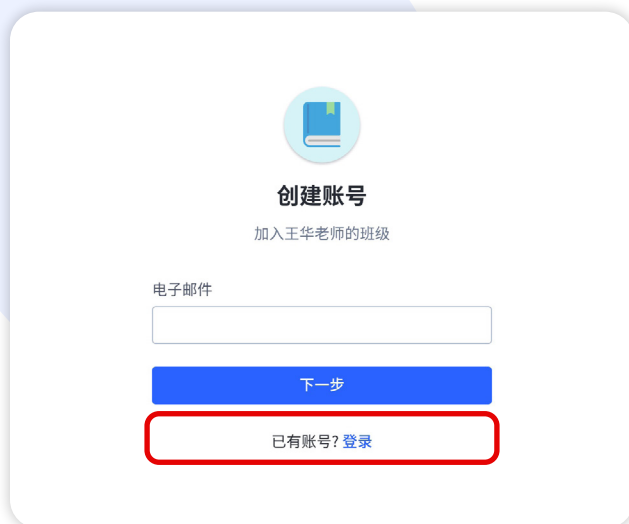 创建账号
加入王华老师的班级
电子邮件
下一步
已有账号? 登录